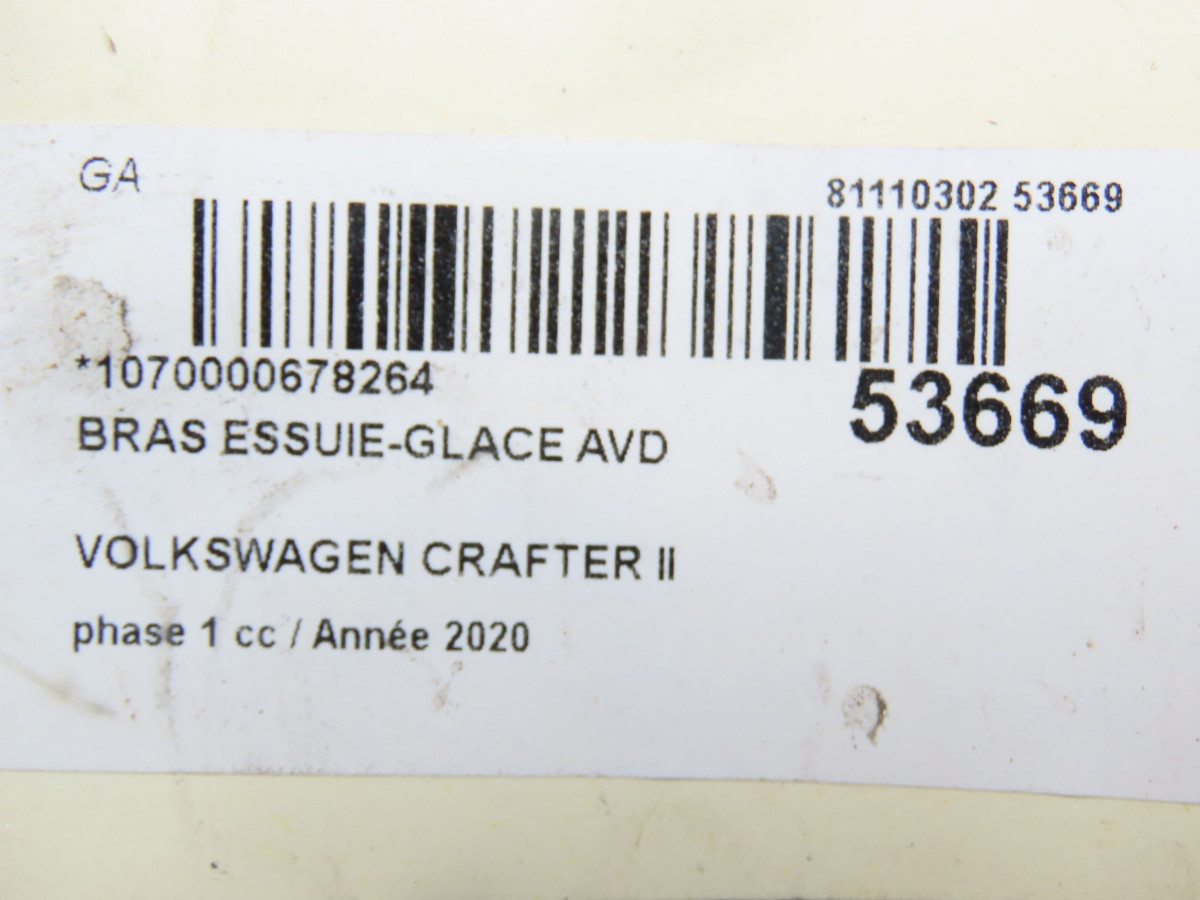 GA
81110302 53669
*1070000678264
53669
BRAS ESSUIE-GLACE AVD
VOLKSWAGEN CRAFTER II
phase 1 cc / Année 2020